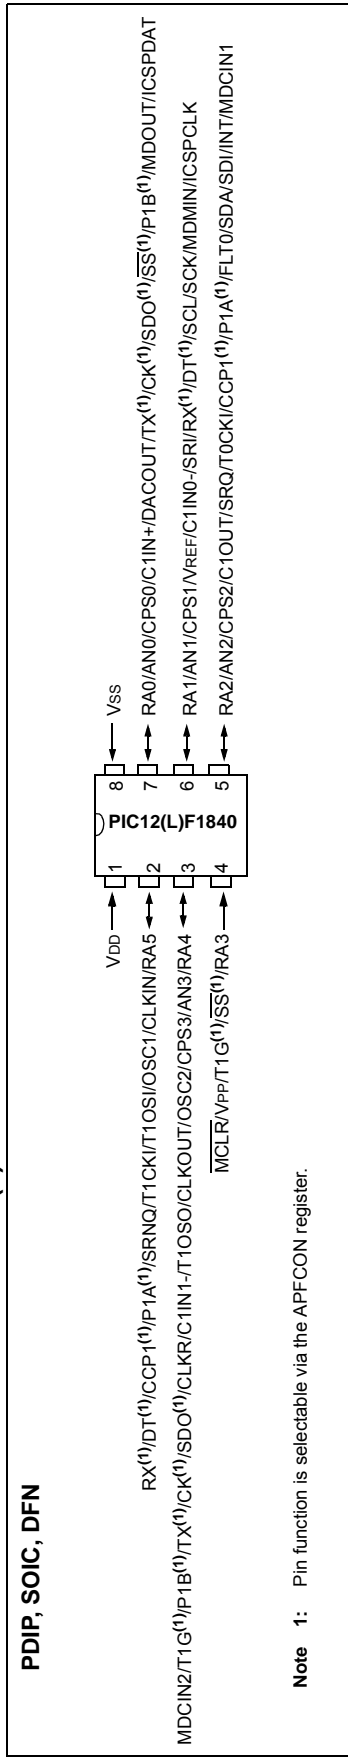 PDIP, SOIC, DFN
VDD
1
RX(1)/DT(1)/CCP1(1)/P1A(1)/SRNQ/T1CKI/T1OSI/OSC1/CLKIN/RA5
2
MDCIN2/T1G(1)/P1B(1)/TX(1)/CK(1)/SDO(1)/CLKR/C1IN1-/T1OSO/CLKOUT/OSC2/CPS3/AN3/RA4
3
MCLR/VPP/T1G(1)/SS(1)/RA3
4
PIC12(L)F1840
8
VSS
7
RA0/AN0/CPS0/C1IN+/DACOUT/TX(1)/CK(1)/SDO(1)/SS(1)/P1B(1)/MDOUT/ICSPDAT
6
RA1/AN1/CPS1/VREF/C1IN0-/SRI/RX(1)/DT(1)/SCL/SCK/MDMIN/ICSPCLK
5
RA2/AN2/CPS2/C1OUT/SRQ/T0CKI/CCP1(1)/P1A(1)/FLT0/SDA/SDI/INT/MDCIN1
Note 1: Pin function is selectable via the APFCON register.